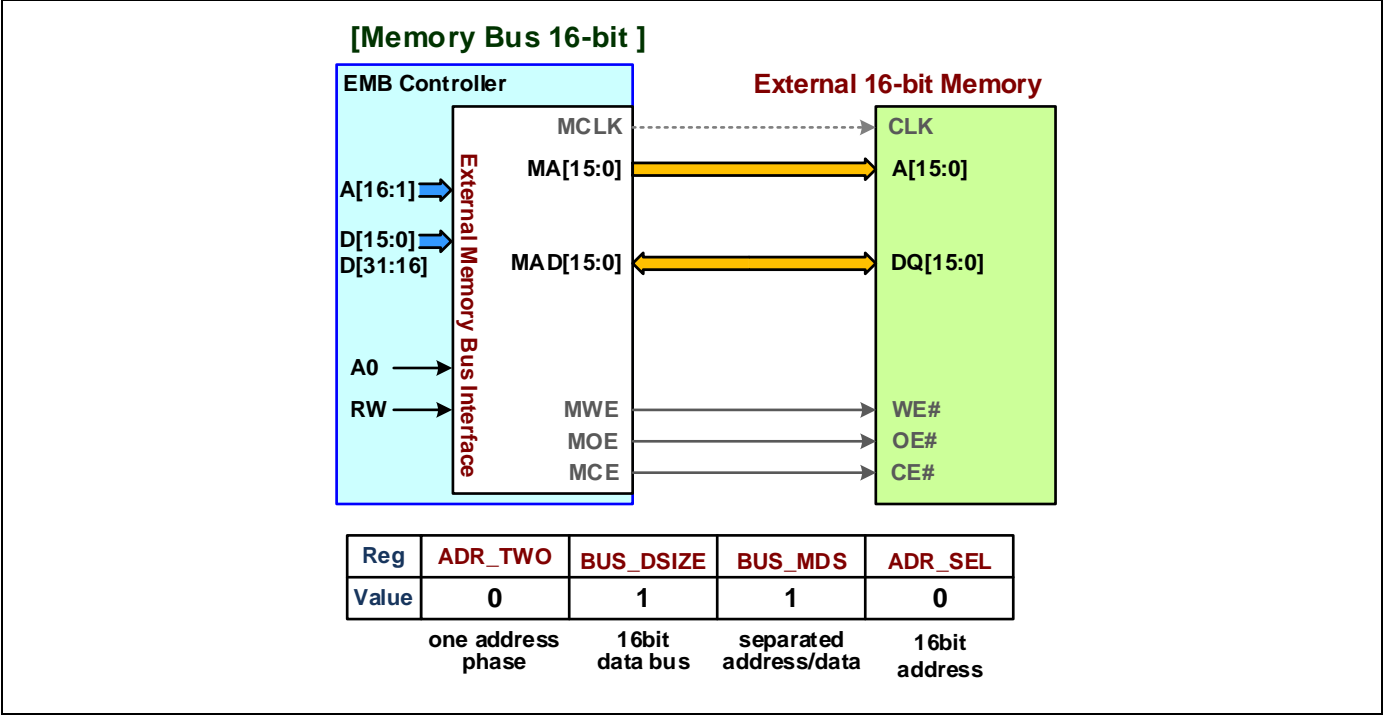 [Memory Bus 16-bit ]
EMB Controller
External 16-bit Memory
MCLK
CLK
MA[15:0]
A[15:0]
A[16:1]
D[15:0]
D[31:16]
MAD[15:0]
DQ[15:0]
External Memory Bus Interface
A0
RW
MWE
WE#
MOE
OE#
MCE
CE#
Reg ADR_TWO BUS_DSIZE BUS_MDS ADR_SEL
Value 0 1 1 0
one address phase
16bit data bus
separated address/data
16bit address